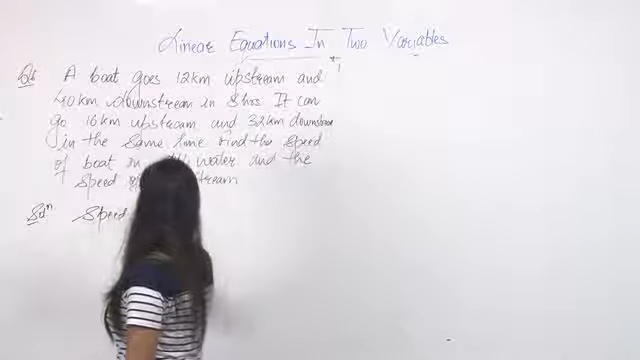 Linear Equations In Two Variables
Q5 A boat goes 12km upstream and
40km downstream in 8hrs It can
go 16km upstream and 32km downstream
in the same time Find the speed
of boat in water and the
speed stream
Solⁿ Speed